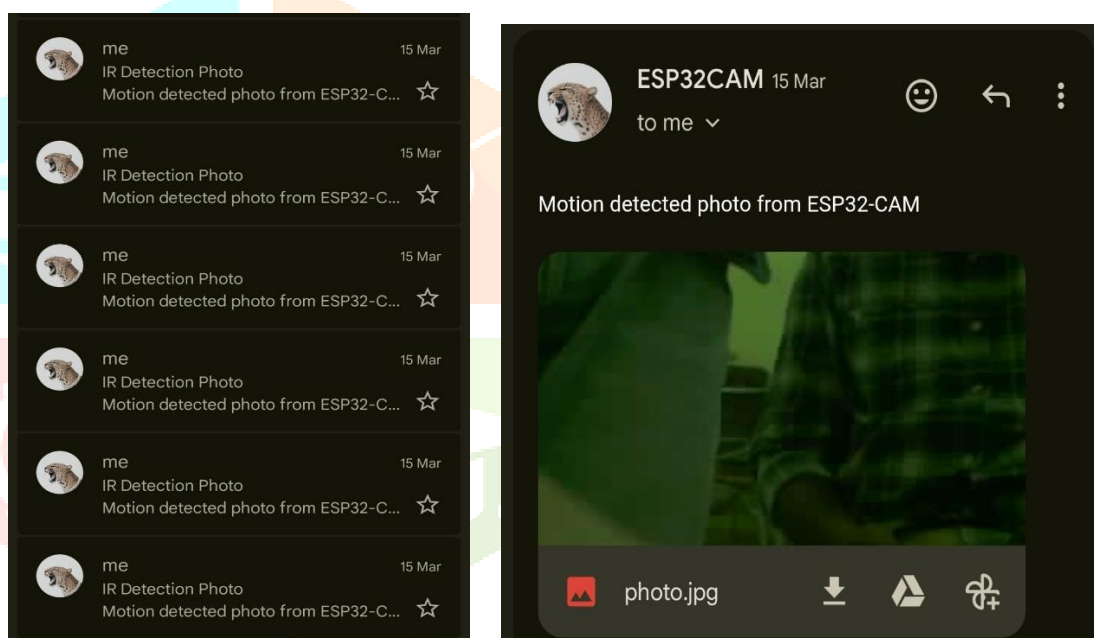 me 15 Mar
IR Detection Photo
Motion detected photo from ESP32-C...
me 15 Mar
IR Detection Photo
Motion detected photo from ESP32-C...
me 15 Mar
IR Detection Photo
Motion detected photo from ESP32-C...
me 15 Mar
IR Detection Photo
Motion detected photo from ESP32-C...
me 15 Mar
IR Detection Photo
Motion detected photo from ESP32-C...
me 15 Mar
IR Detection Photo
Motion detected photo from ESP32-C...
ESP32CAM 15 Mar
to me
Motion detected photo from ESP32-CAM
photo.jpg